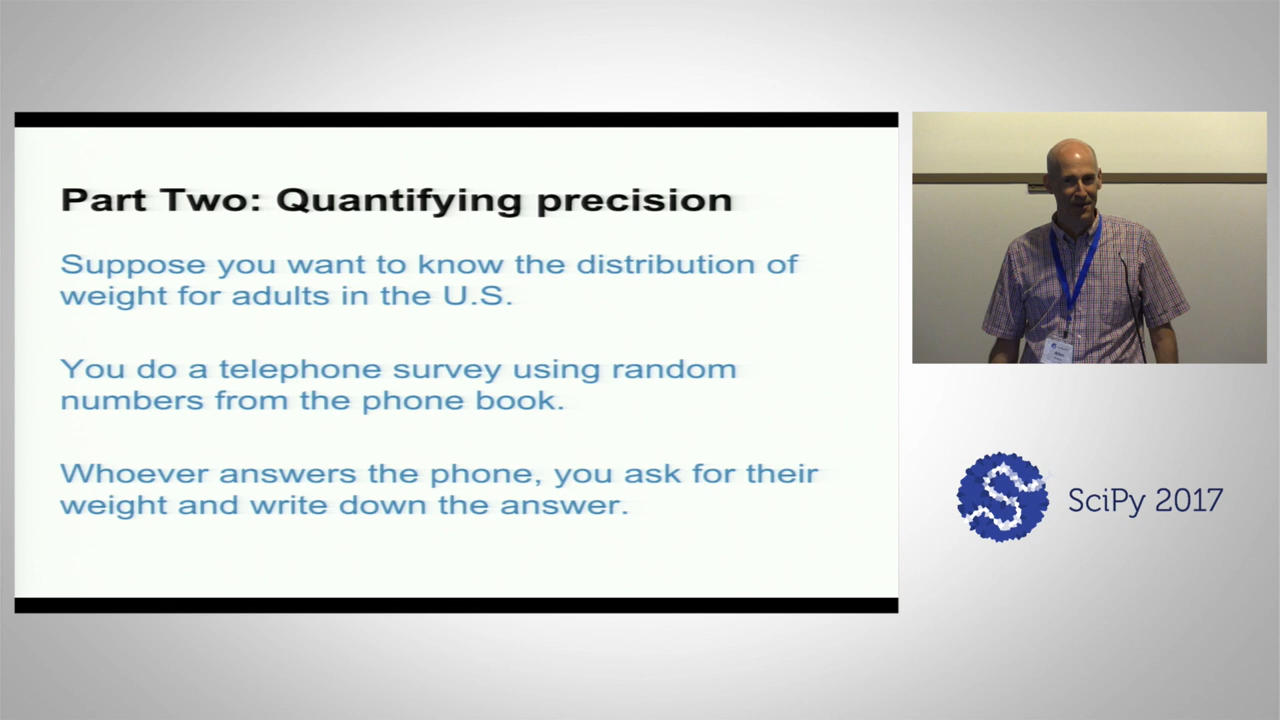 Part Two: Quantifying precision
Suppose you want to know the distribution of
weight for adults in the U.S.
You do a telephone survey using random
numbers from the phone book.
Whoever answers the phone, you ask for their
weight and write down the answer.
SciPy 2017